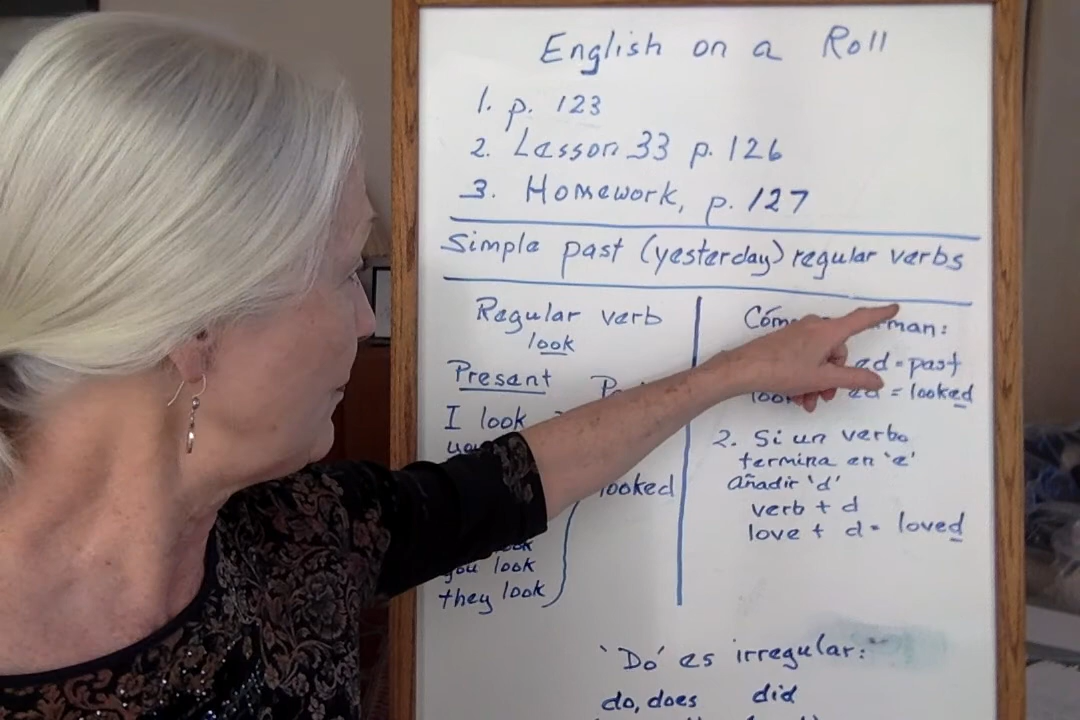 English on a Roll
1. p. 123
2. Lesson 33 p. 126
3. Homework, p. 127
Simple past (yesterday) regular verbs
Regular verb
look
Present
I look
looked
look
you look
they look
ed = past
ed = looked
2. Si un verbo
termina en 'e'
añadir 'd'
verb + d
love + d = loved
'Do' es irregular:
do, does did